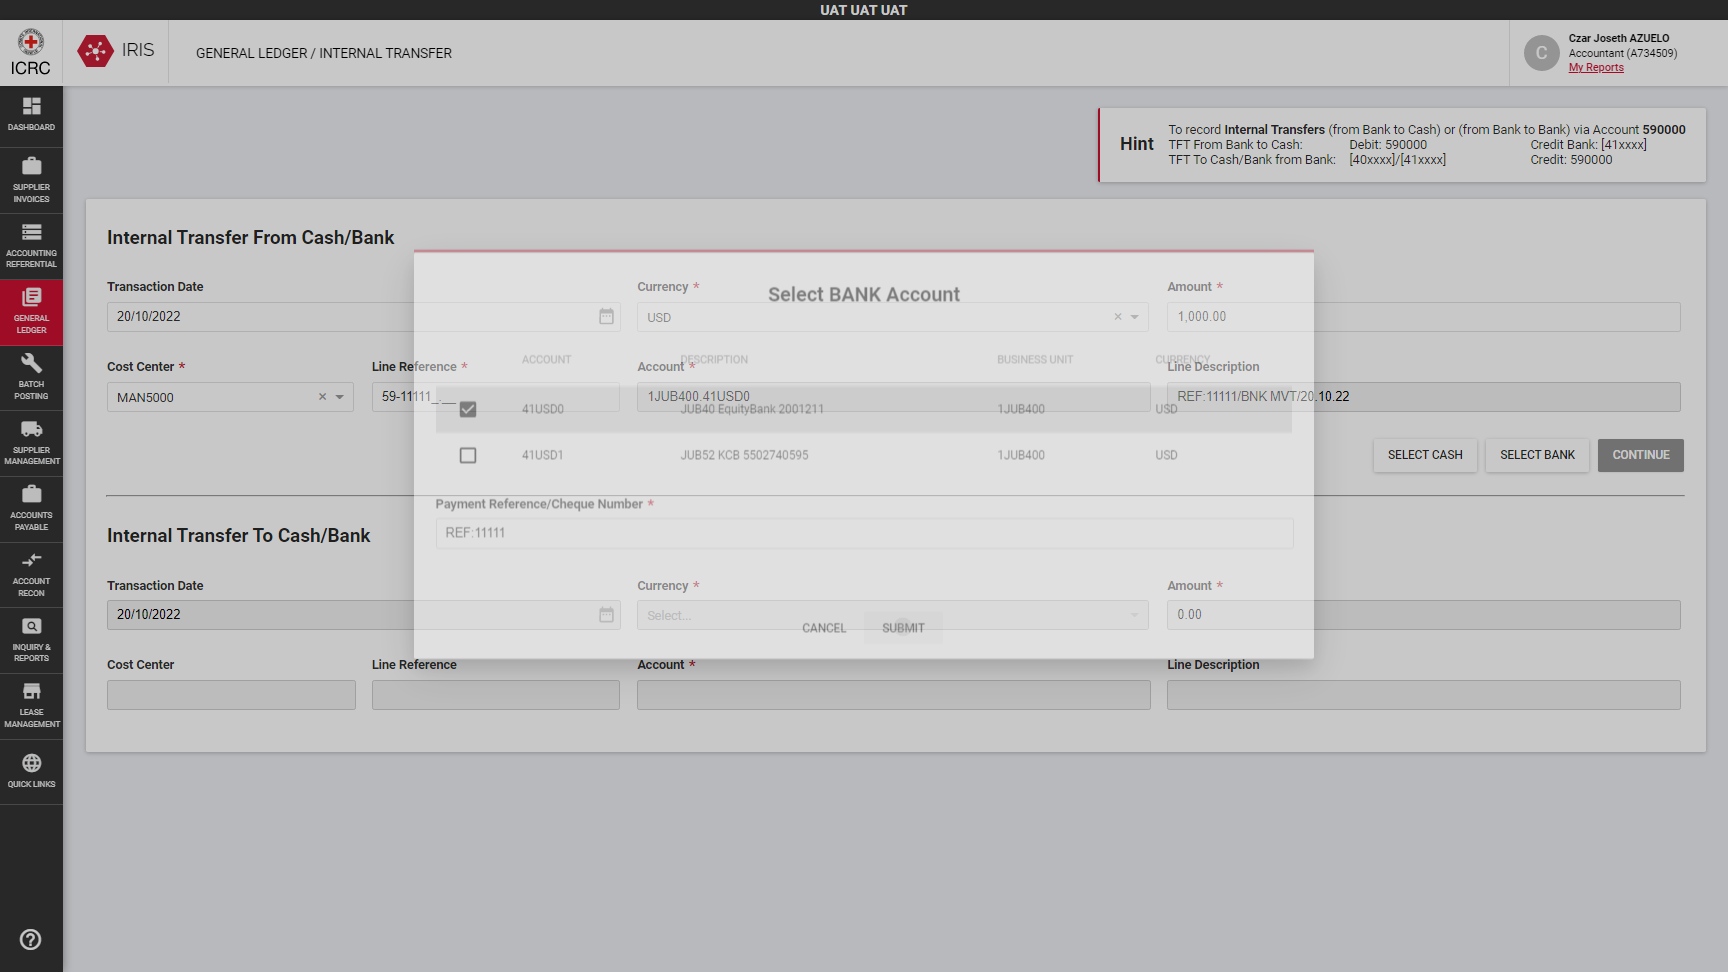 UAT UAT UAT
ICRC
IRIS
GENERAL LEDGER / INTERNAL TRANSFER
C
Czar Joseth AZUELO
Accountant (A734509)
My Reports
DASHBOARD
SUPPLIER
INVOICES
ACCOUNTING
REFERENTIAL
GENERAL
LEDGER
BATCH
POSTING
SUPPLIER
MANAGEMENT
ACCOUNTS
PAYABLE
ACCOUNT
RECON
INQUIRY &
REPORTS
LEASE
MANAGEMENT
QUICK LINKS
Hint
To record Internal Transfers (from Bank to Cash) or (from Bank to Bank) via Account 590000
TFT From Bank to Cash: Debit: 590000 Credit Bank: [41xxxx]
TFT To Cash/Bank from Bank: [40xxxx]/[41xxxx] Credit: 590000
Internal Transfer From Cash/Bank
Transaction Date Currency * Amount *
20/10/2022 USD 1,000.00
Cost Center * Line Reference * Account * Line Description
MAN5000 59-11111_.__ 1JUB400.41USD0 REF:11111/BNK MVT/20.10.22
SELECT CASH SELECT BANK CONTINUE
Select BANK Account
ACCOUNT DESCRIPTION BUSINESS UNIT CURRENCY
41USD0 JUB40 EquityBank 2001211 1JUB400 USD
41USD1 JUB52 KCB 5502740595 1JUB400 USD
Payment Reference/Cheque Number *
REF:11111
CANCEL SUBMIT
Internal Transfer To Cash/Bank
Transaction Date Currency * Amount *
20/10/2022 Select... 0.00
Cost Center Line Reference Account * Line Description